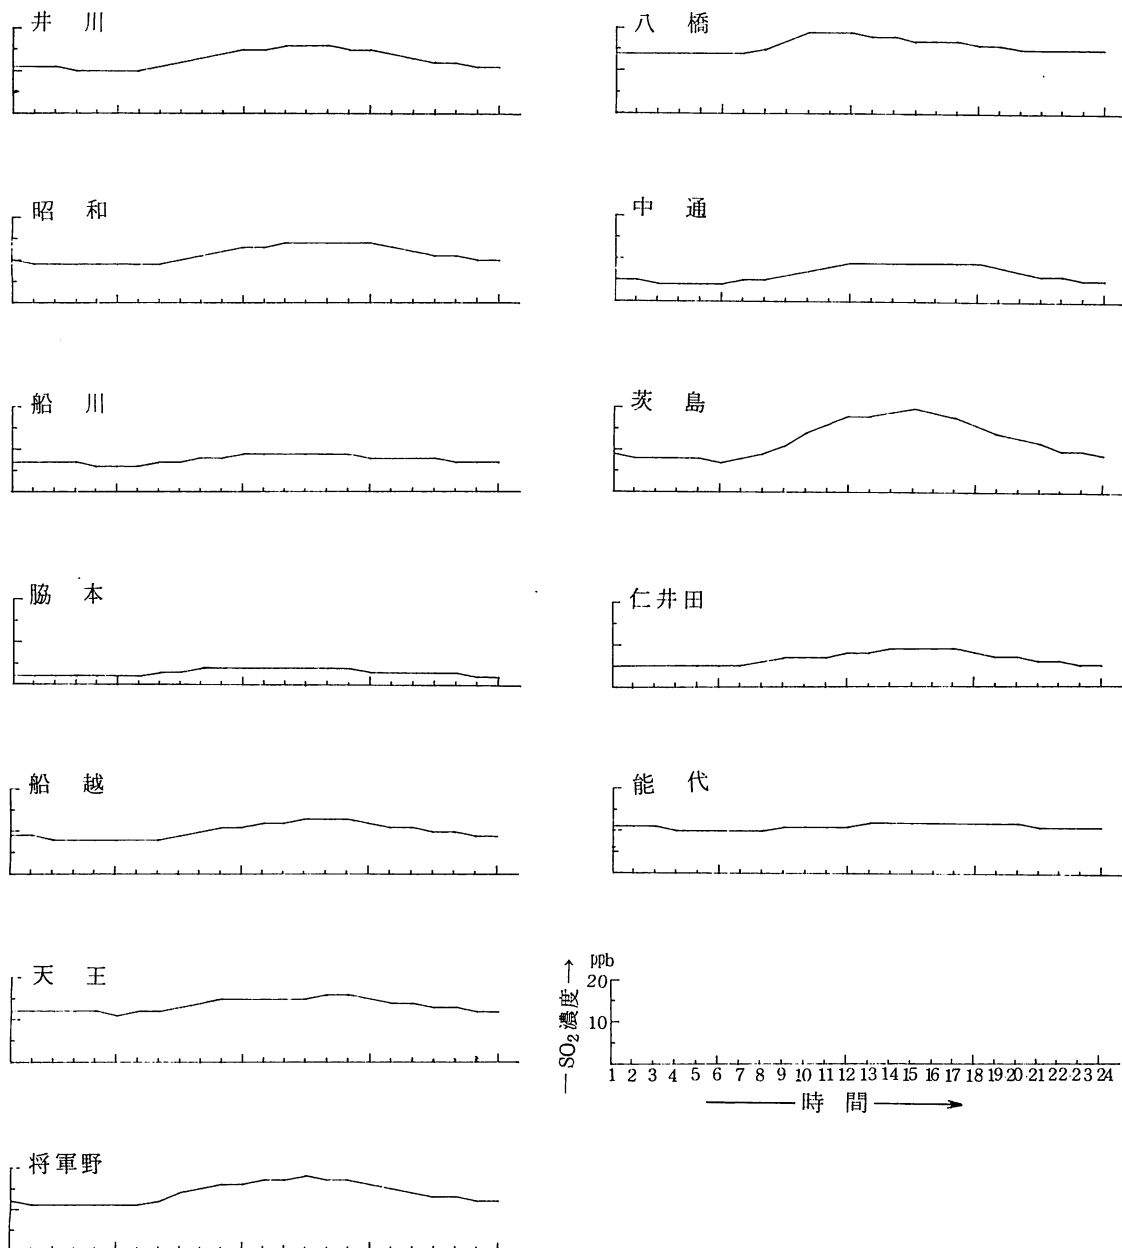 井川
昭和
船川
脇本
船越
天王
将軍野
八橋
中通
茨島
仁井田
能代
ppb
20
10
— SO₂濃度 →
1 2 3 4 5 6 7 8 9 10 11 12 13 14 15 16 17 18 19 20 21 22 23 24
時間